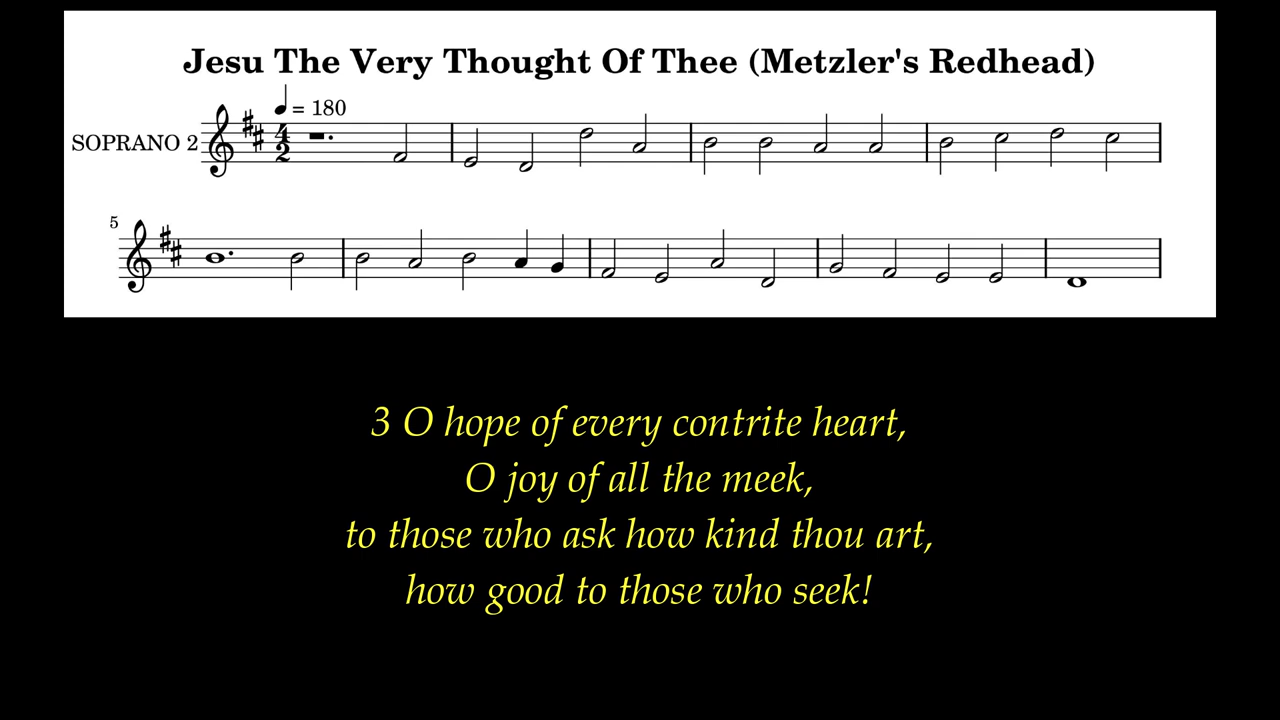 Jesu The Very Thought Of Thee (Metzler's Redhead)
= 180
SOPRANO 2
4
2
5
3 O hope of every contrite heart,
O joy of all the meek,
to those who ask how kind thou art,
how good to those who seek!